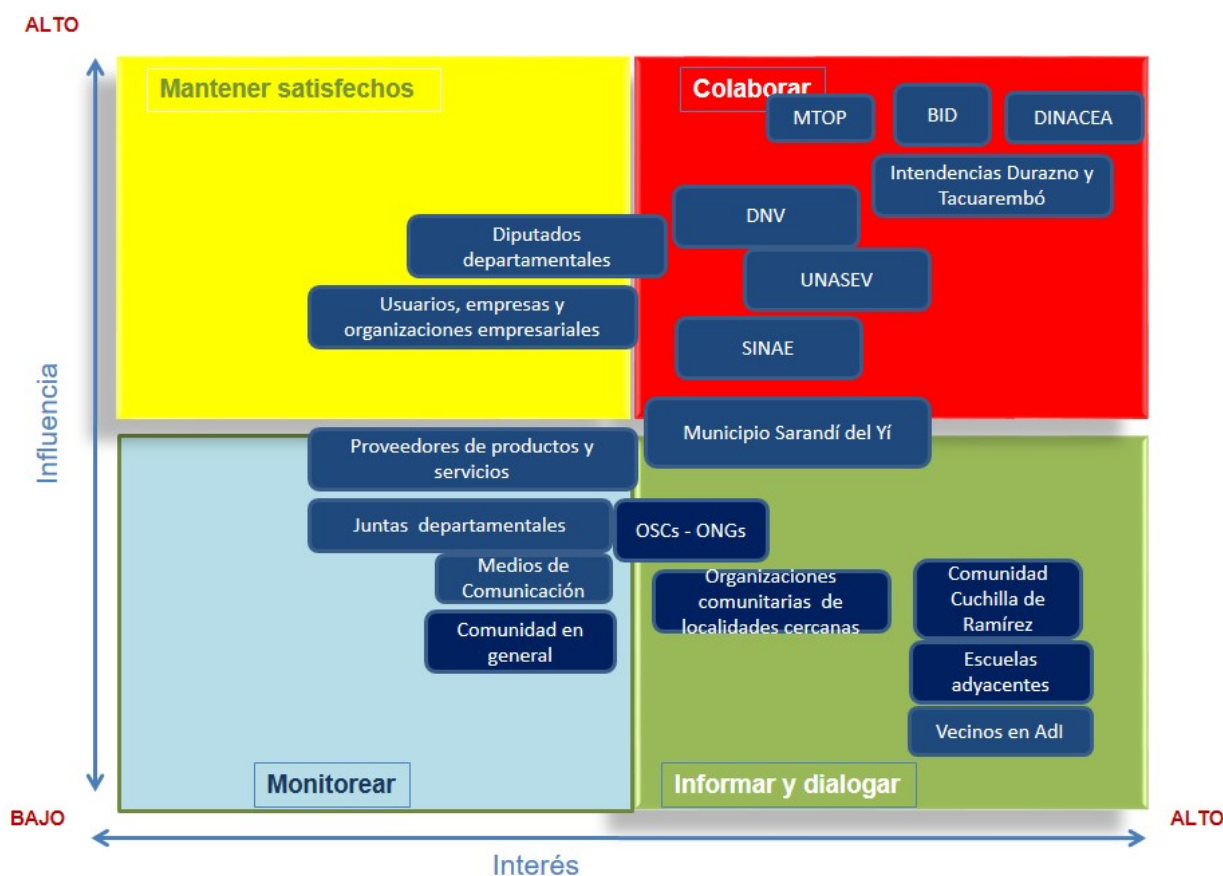 ALTO
Mantener satisfechos
Colaborar
MTOP
BID
DINACEA
Intendencias Durazno y
Tacuarembó
DNV
Diputados
departamentales
UNASEV
Usuarios, empresas y
organizaciones empresariales
SINAE
Influencia
Municipio Sarandí del Yí
Proveedores de productos y
servicios
Juntas departamentales
OSCs - ONGs
Medios de
Comunicación
Organizaciones
comunitarias de
localidades cercanas
Comunidad
Cuchilla de
Ramírez
Comunidad en
general
Escuelas
adyacentes
Vecinos en AdI
Monitorear
Informar y dialogar
BAJO
ALTO
Interés